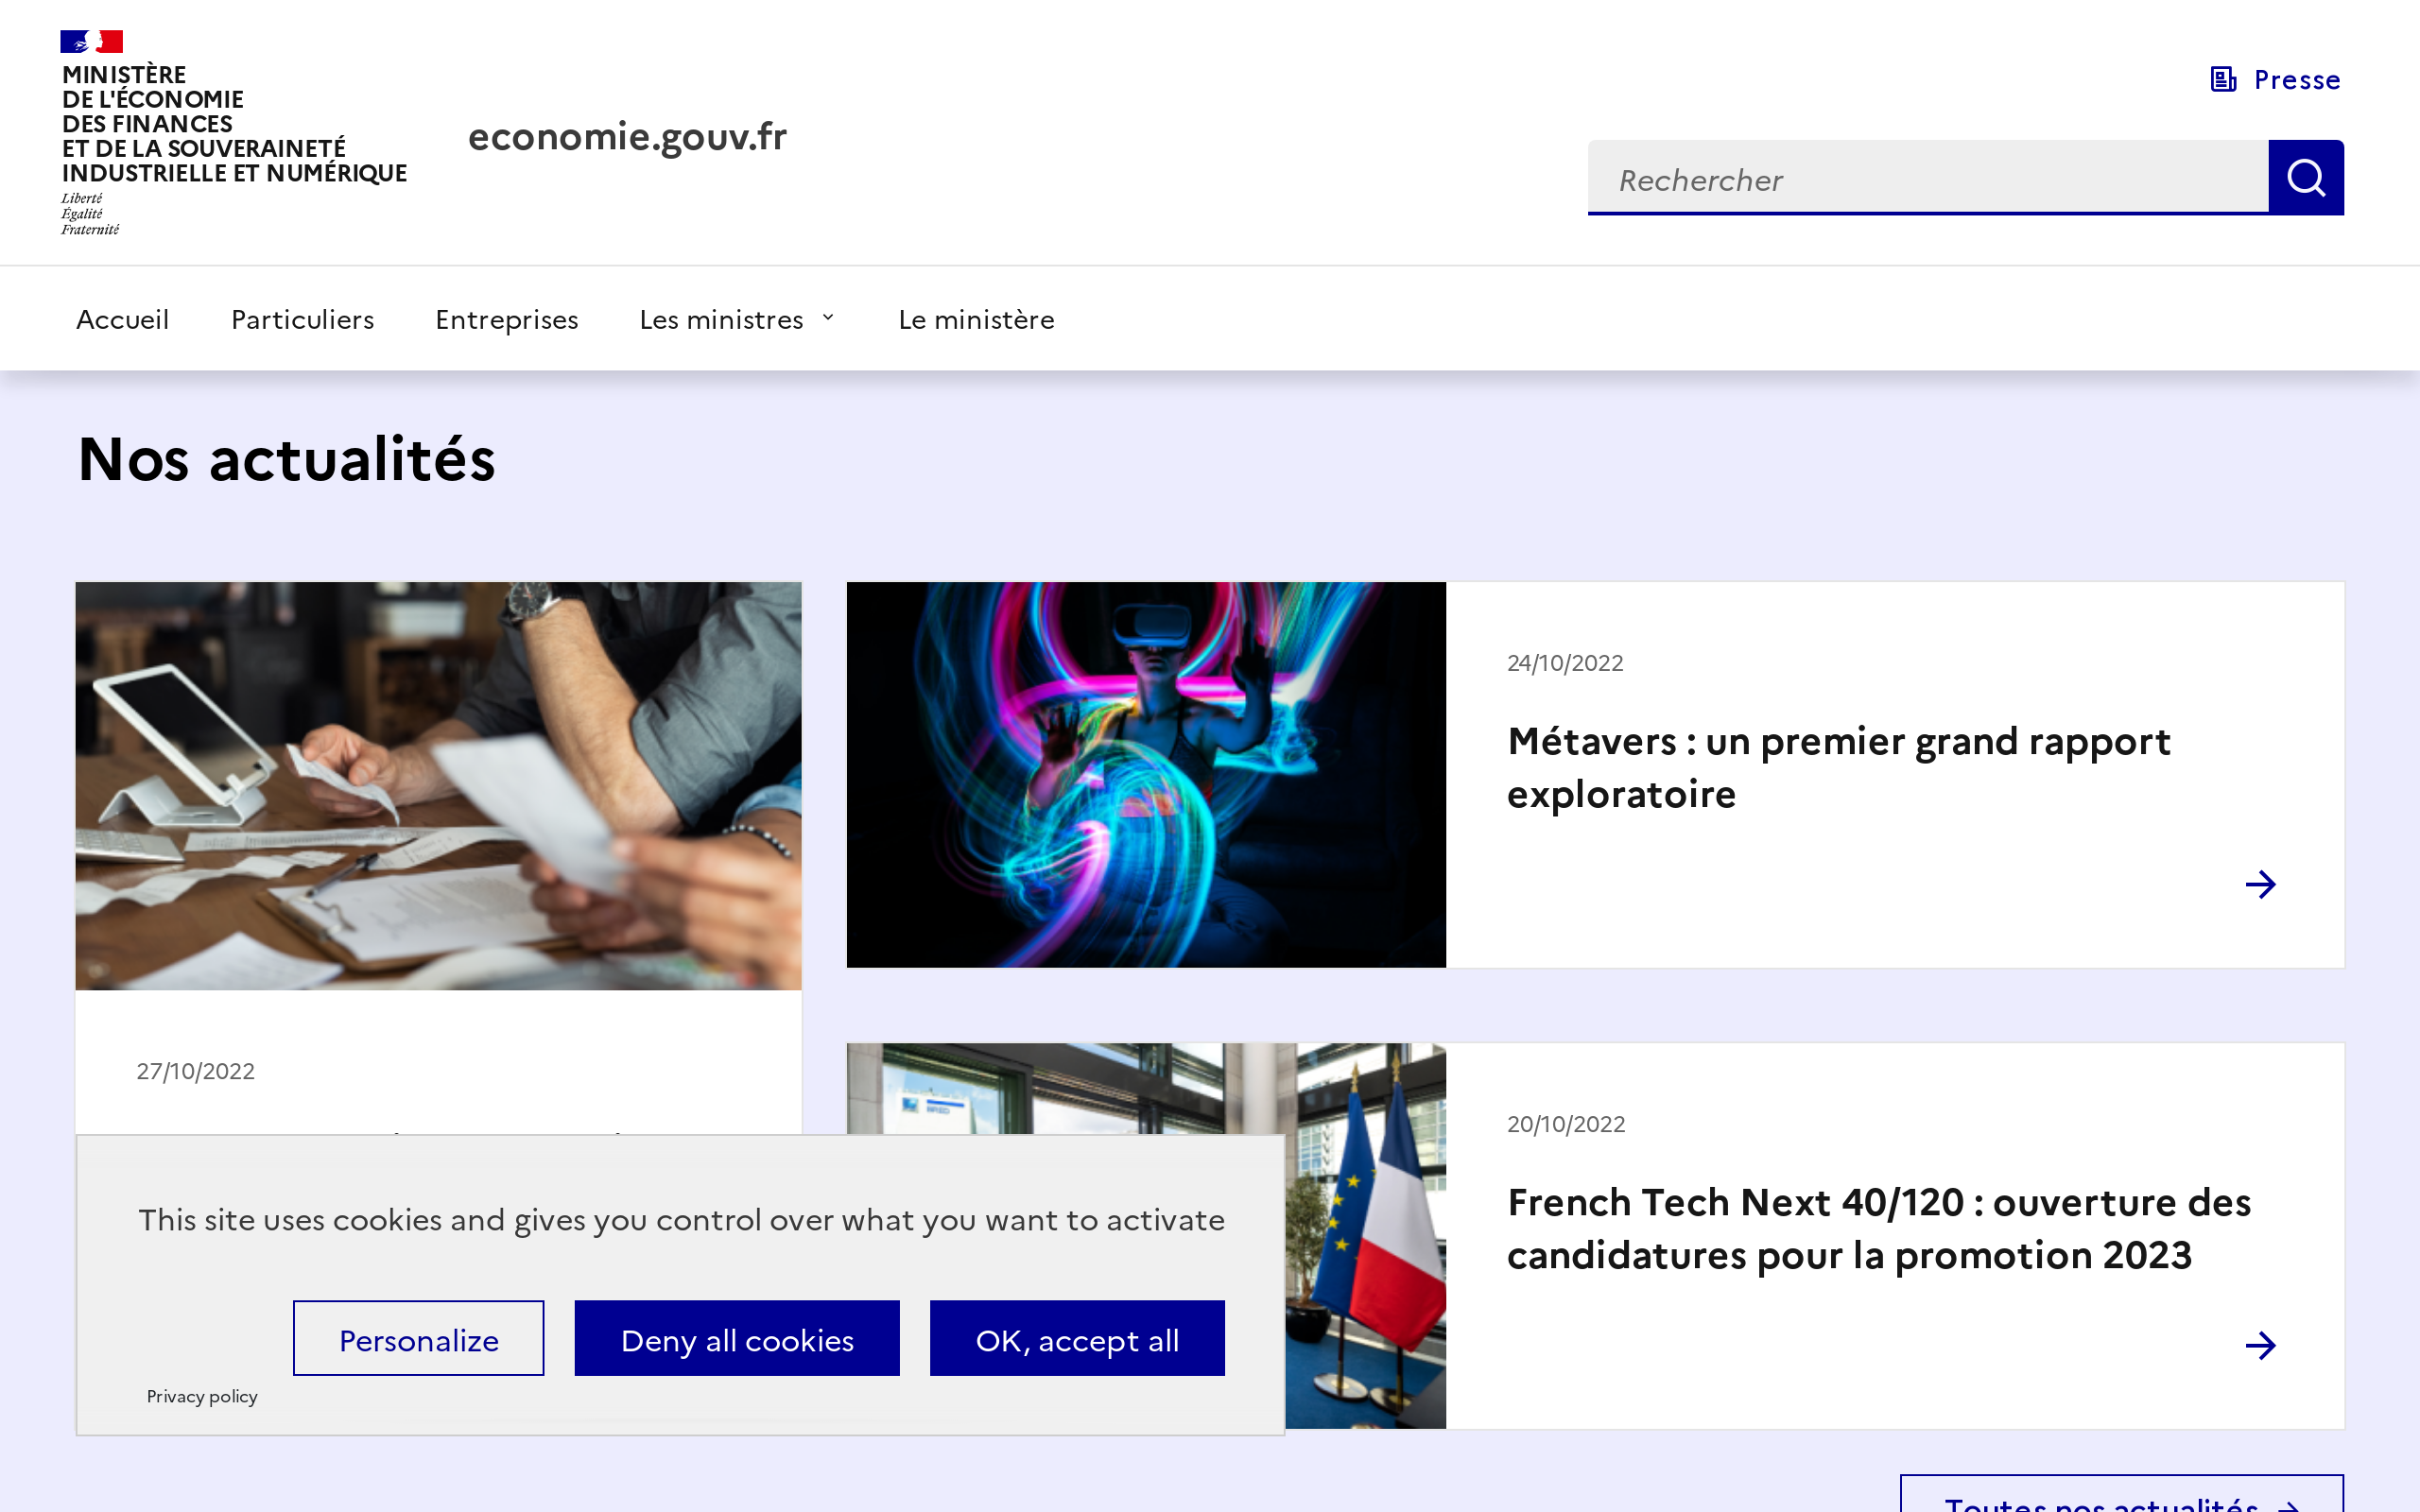 MINISTÈRE
DE L'ÉCONOMIE
DES FINANCES
ET DE LA SOUVERAINETÉ
INDUSTRIELLE ET NUMÉRIQUE
Liberté
Égalité
Fraternité
economie.gouv.fr
Presse
Rechercher
Accueil
Particuliers
Entreprises
Les ministres
Le ministère
Nos actualités
24/10/2022
Métavers : un premier grand rapport
exploratoire
27/10/2022
20/10/2022
French Tech Next 40/120 : ouverture des
candidatures pour la promotion 2023
This site uses cookies and gives you control over what you want to activate
Personalize
Deny all cookies
OK, accept all
Privacy policy
Toutes nos actualités